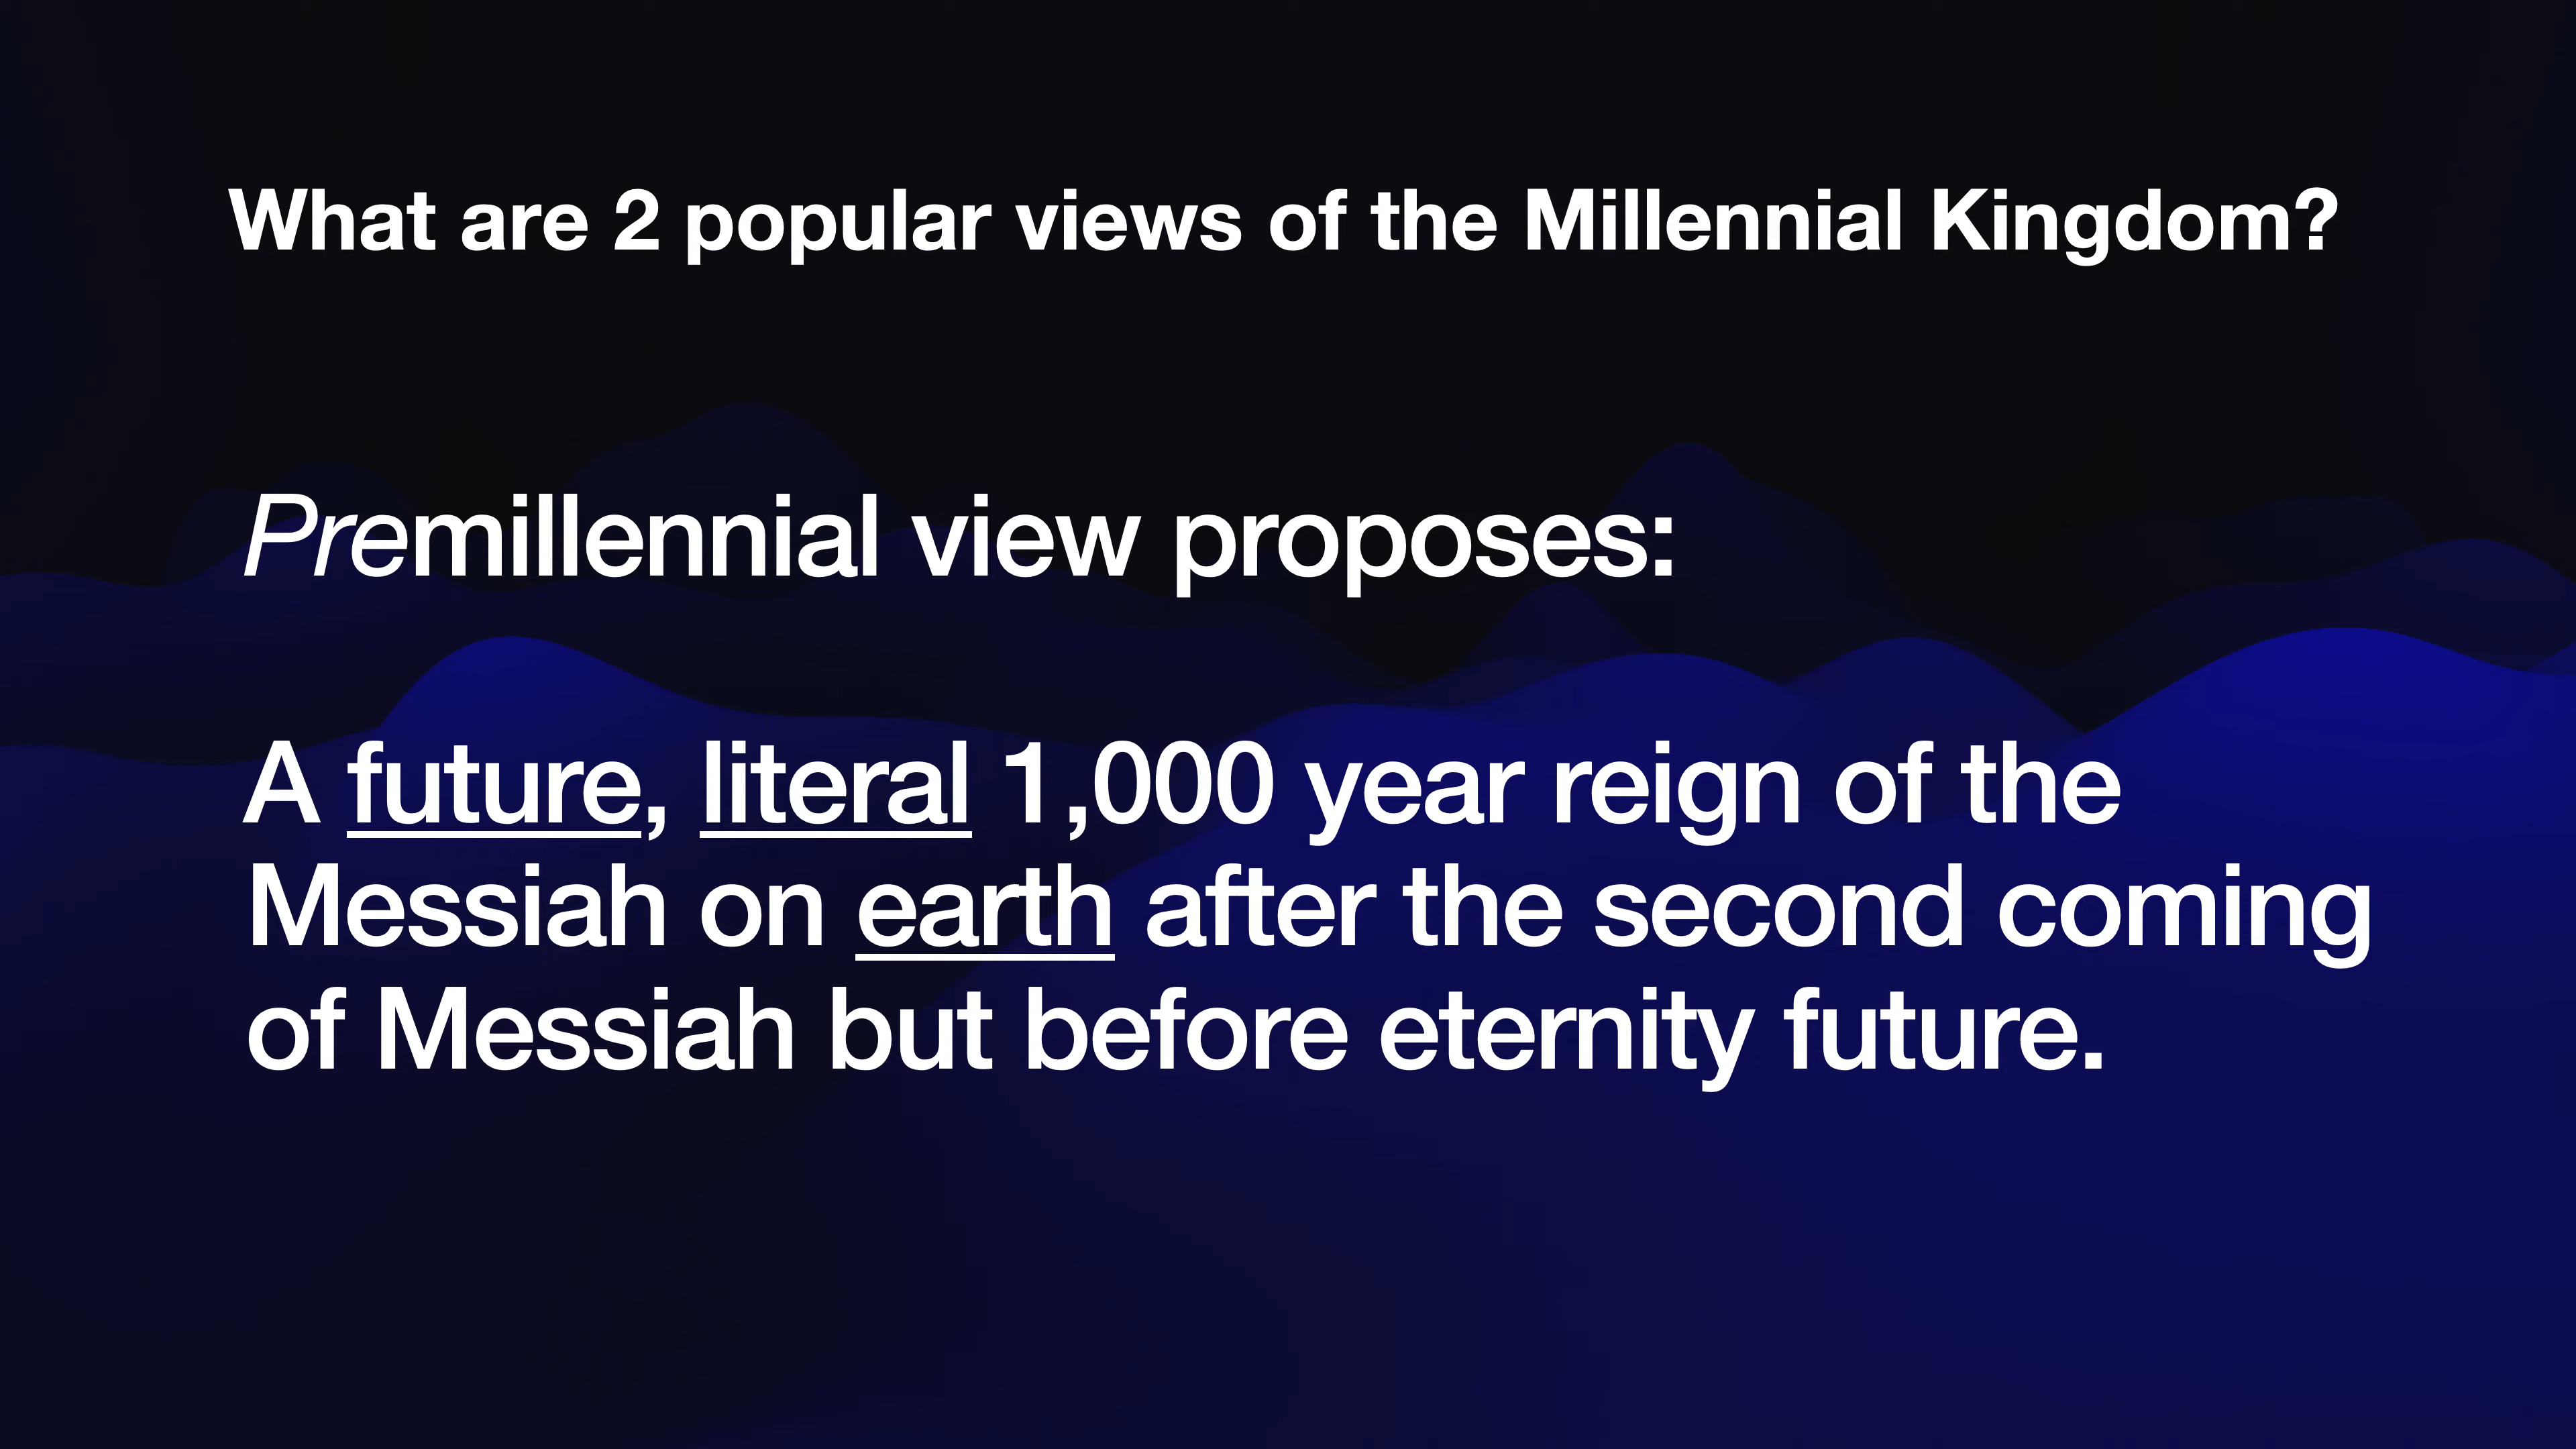 What are 2 popular views of the Millennial Kingdom?
Premillennial view proposes:
A future, literal 1,000 year reign of the
Messiah on earth after the second coming
of Messiah but before eternity future.